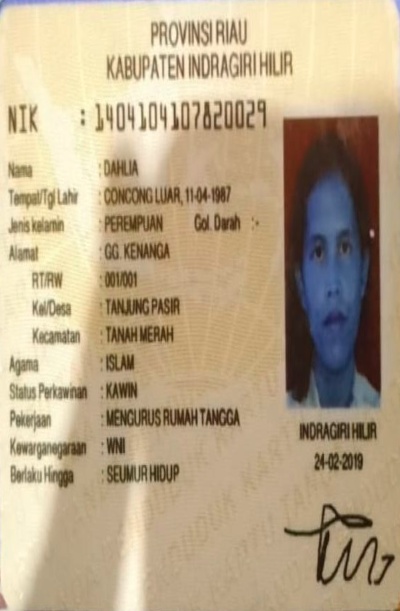 PROVINSI RIAU
KABUPATEN INDRAGIRI HILIR
NIK : 1404104107820029
Nama : DAHLIA
Tempat/Tgl Lahir : CONCONG LUAR, 11-04-1987
Jenis kelamin : PEREMPUAN Gol. Darah :-
Alamat : GG. KENANGA
RT/RW : 001/001
Kel/Desa : TANJUNG PASIR
Kecamatan : TANAH MERAH
Agama : ISLAM
Status Perkawinan : KAWIN
Pekerjaan : MENGURUS RUMAH TANGGA
Kewarganegaraan : WNI
Berlaku Hingga : SEUMUR HIDUP
INDRAGIRI HILIR
24-02-2019